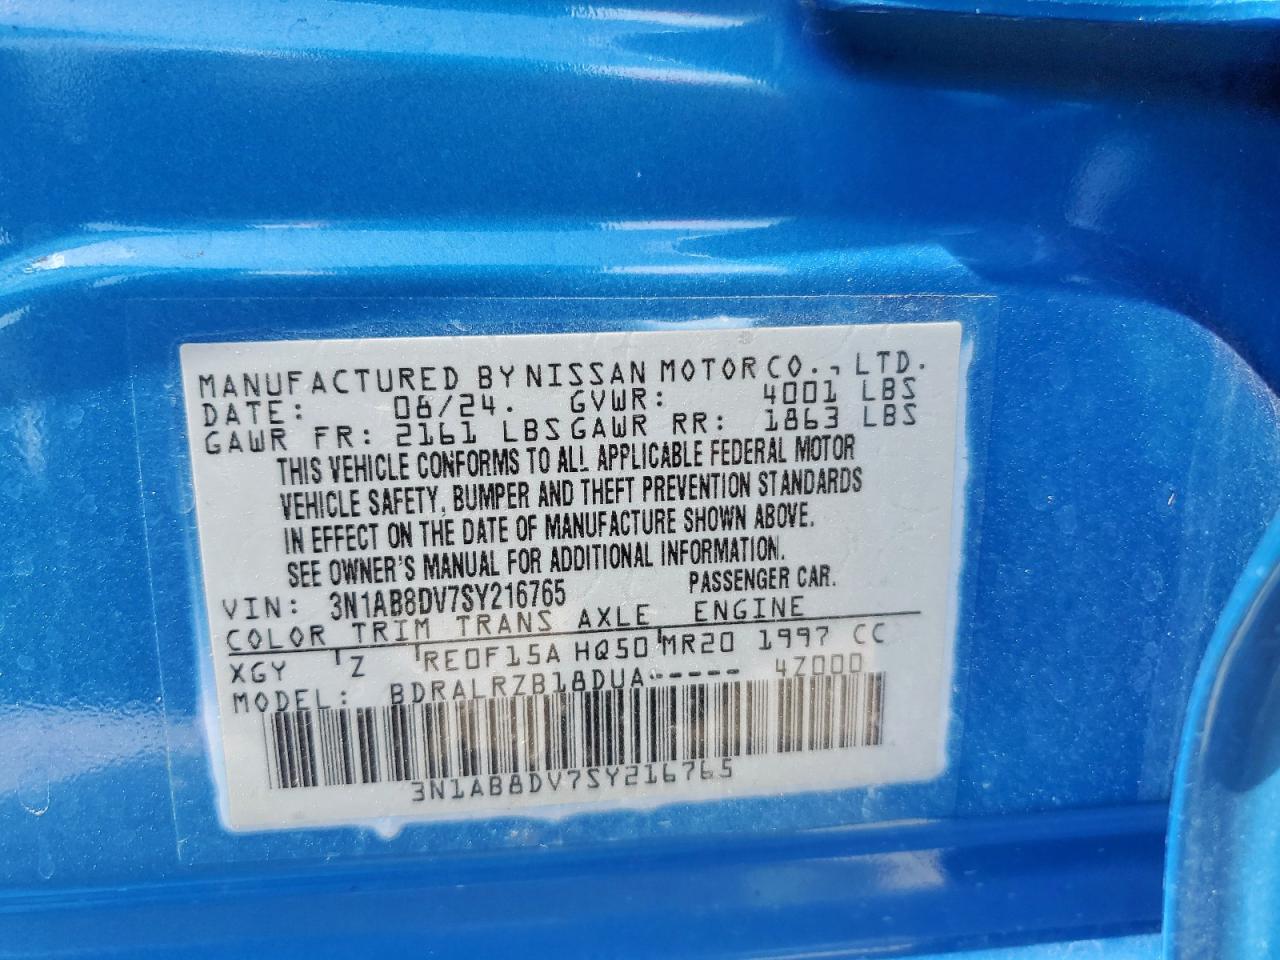 MANUFACTURED BY NISSAN MOTOR CO., LTD.
DATE: 06/24. GVWR: 4001 LBS
GAWR FR: 2161 LBS GAWR RR: 1863 LBS
THIS VEHICLE CONFORMS TO ALL APPLICABLE FEDERAL MOTOR
VEHICLE SAFETY, BUMPER AND THEFT PREVENTION STANDARDS
IN EFFECT ON THE DATE OF MANUFACTURE SHOWN ABOVE.
SEE OWNER'S MANUAL FOR ADDITIONAL INFORMATION.
VIN: 3N1AB8DV7SY216765 PASSENGER CAR.
COLOR TRIM TRANS AXLE ENGINE
XGY Z RE0F15A HQ50 MR20 1997 CC
MODEL: BDRALRZB18DUA----- 4Z000
3N1AB8DV7SY216765